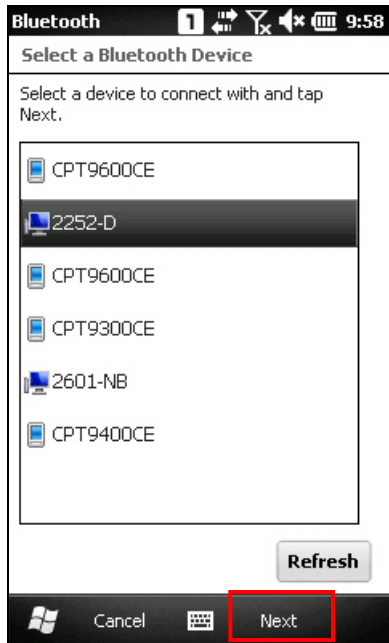 Bluetooth 1 9:58
Select a Bluetooth Device
Select a device to connect with and tap
Next.
CPT9600CE
2252-D
CPT9600CE
CPT9300CE
2601-NB
CPT9400CE
Refresh
Cancel Next